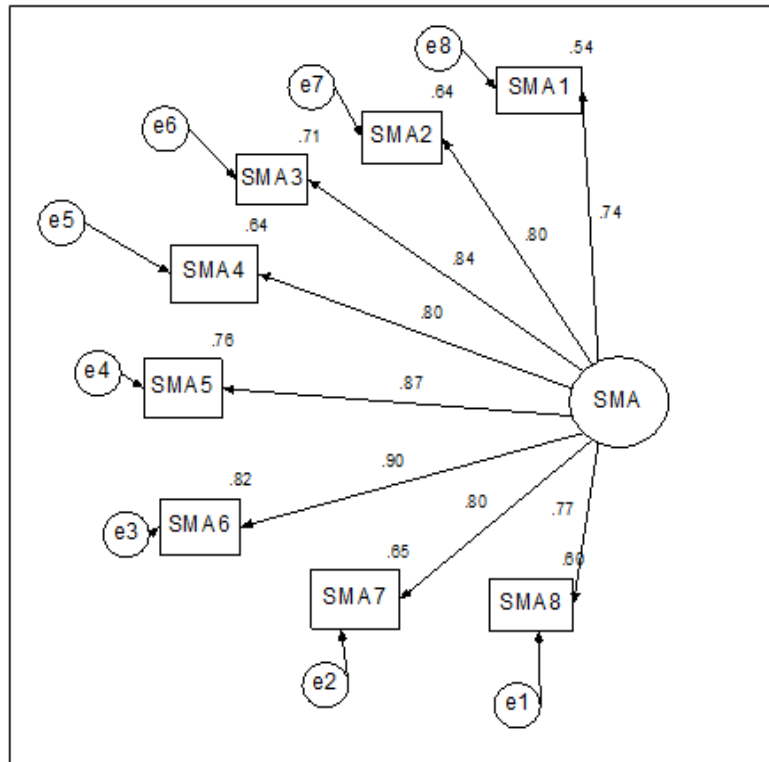 .54
e8
SMA1
e7
.64
SMA2
e6
.71
SMA3
e5
.64
SMA4
.74
.80
.84
.80
.76
e4
SMA5
.87
SMA
.82
.90
.80
.77
e3
SMA6
.65
.60
SMA7
SMA8
e2
e1